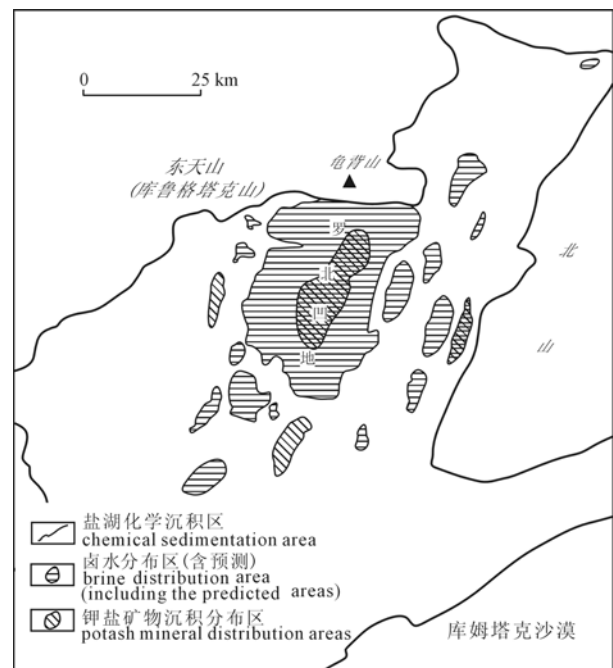 0 25 km
东天山
(库鲁格塔克山)
龟背山
罗
北
凹
地
北
山
盐湖化学沉积区
chemical sedimentation area
卤水分布区(含预测)
brine distribution area
(including the predicted areas)
钾盐矿物沉积分布区
potash mineral distribution areas
库姆塔克沙漠